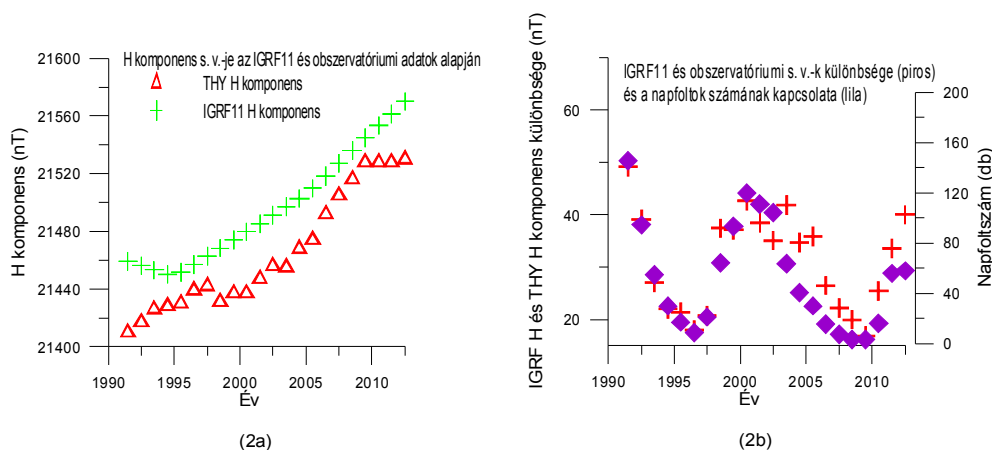 H komponens s. v.-je az IGRF11 és obszervatóriumi adatok alapján
THY H komponens
IGRF11 H komponens
H komponens (nT)
21600
21560
21520
21480
21440
21400
1990
1995
2000
2005
2010
Év
(2a)
IGRF11 és obszervatóriumi s. v.-k különbsége (piros)
és a napfoltok számának kapcsolata (lila)
IGRF H és THY H komponens különbsége (nT)
60
40
20
200
160
120
80
40
0
Napfoltszám (db)
1990
1995
2000
2005
2010
Év
(2b)